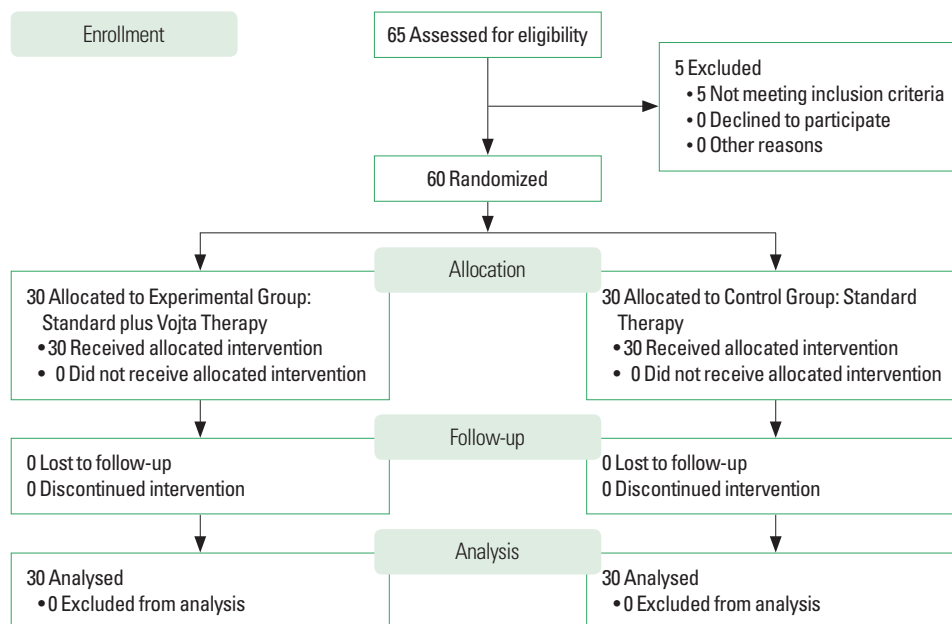 Enrollment
65 Assessed for eligibility
5 Excluded
• 5 Not meeting inclusion criteria
• 0 Declined to participate
• 0 Other reasons
60 Randomized
Allocation
30 Allocated to Experimental Group:
Standard plus Vojta Therapy
• 30 Received allocated intervention
• 0 Did not receive allocated intervention
30 Allocated to Control Group: Standard
Therapy
• 30 Received allocated intervention
• 0 Did not receive allocated intervention
Follow-up
0 Lost to follow-up
0 Discontinued intervention
0 Lost to follow-up
0 Discontinued intervention
Analysis
30 Analysed
• 0 Excluded from analysis
30 Analysed
• 0 Excluded from analysis